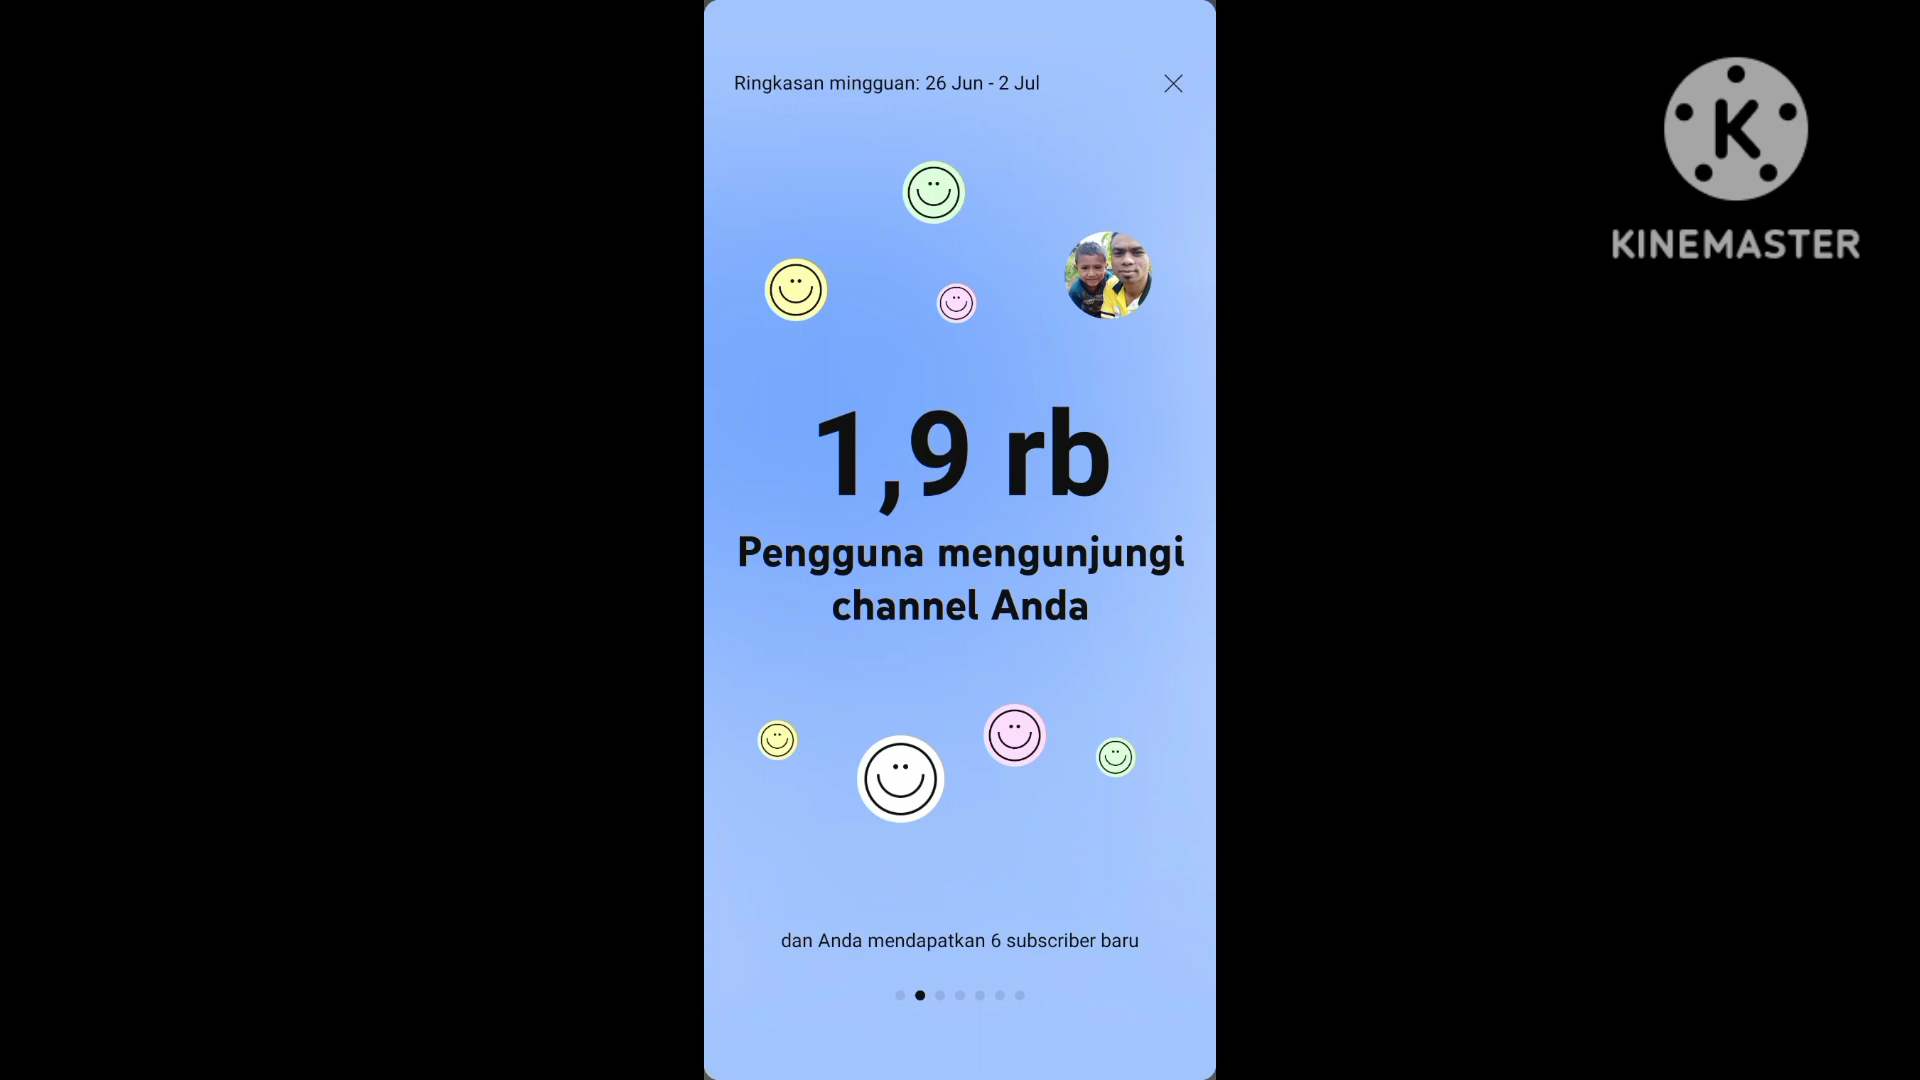 Ringkasan mingguan: 26 Jun - 2 Jul
K
KINEMASTER
1,9 rb
Pengguna mengunjungi
channel Anda
dan Anda mendapatkan 6 subscriber baru